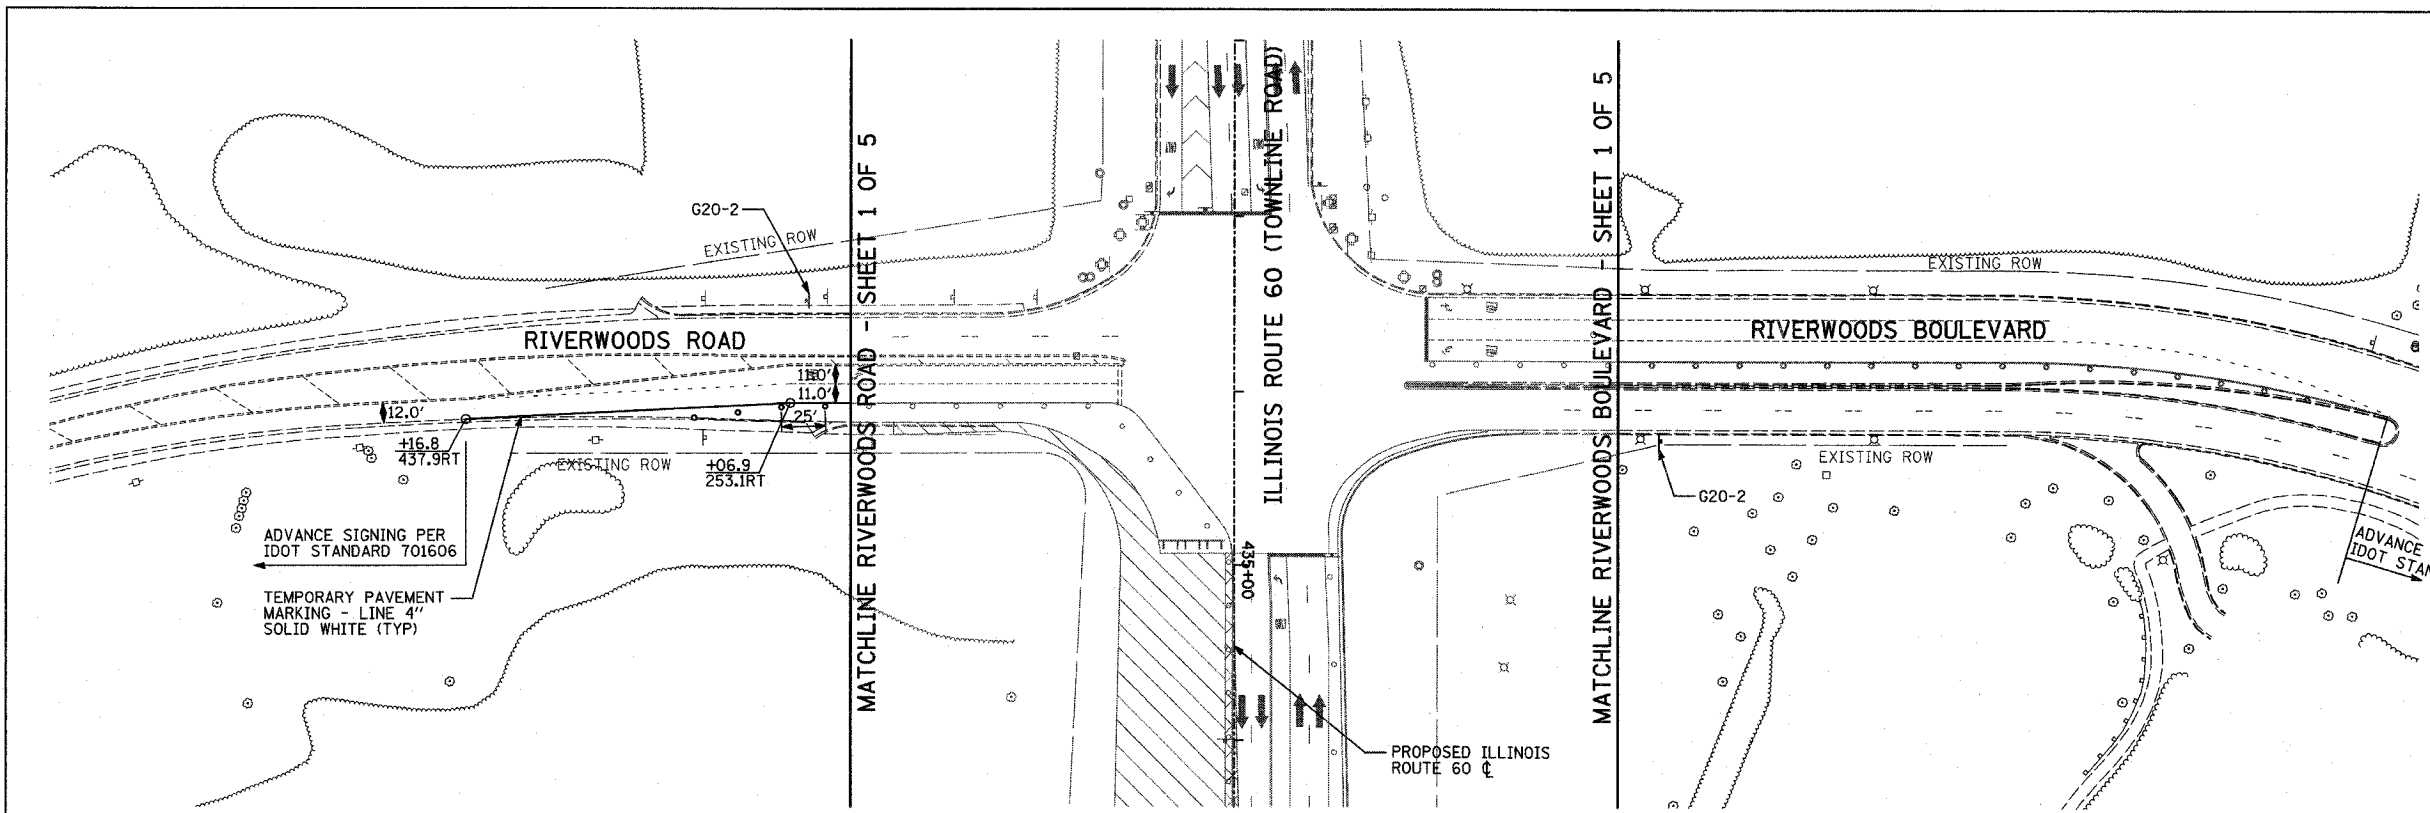 G20-2
EXISTING ROW
RIVERWOODS ROAD
11.0'
11.0'
12.0'
25'
+16.8
437.9RT
EXISTING ROW
+06.9
253.1RT
ADVANCE SIGNING PER
IDOT STANDARD 701606
TEMPORARY PAVEMENT
MARKING - LINE 4"
SOLID WHITE (TYP)
MATCHLINE RIVERWOODS ROAD - SHEET 1 OF 5
ILLINOIS ROUTE 60 (TOWNLINE ROAD)
435+00
PROPOSED ILLINOIS
ROUTE 60 ℄
MATCHLINE RIVERWOODS BOULEVARD - SHEET 1 OF 5
EXISTING ROW
RIVERWOODS BOULEVARD
EXISTING ROW
G20-2
ADVANCE
IDOT STAN